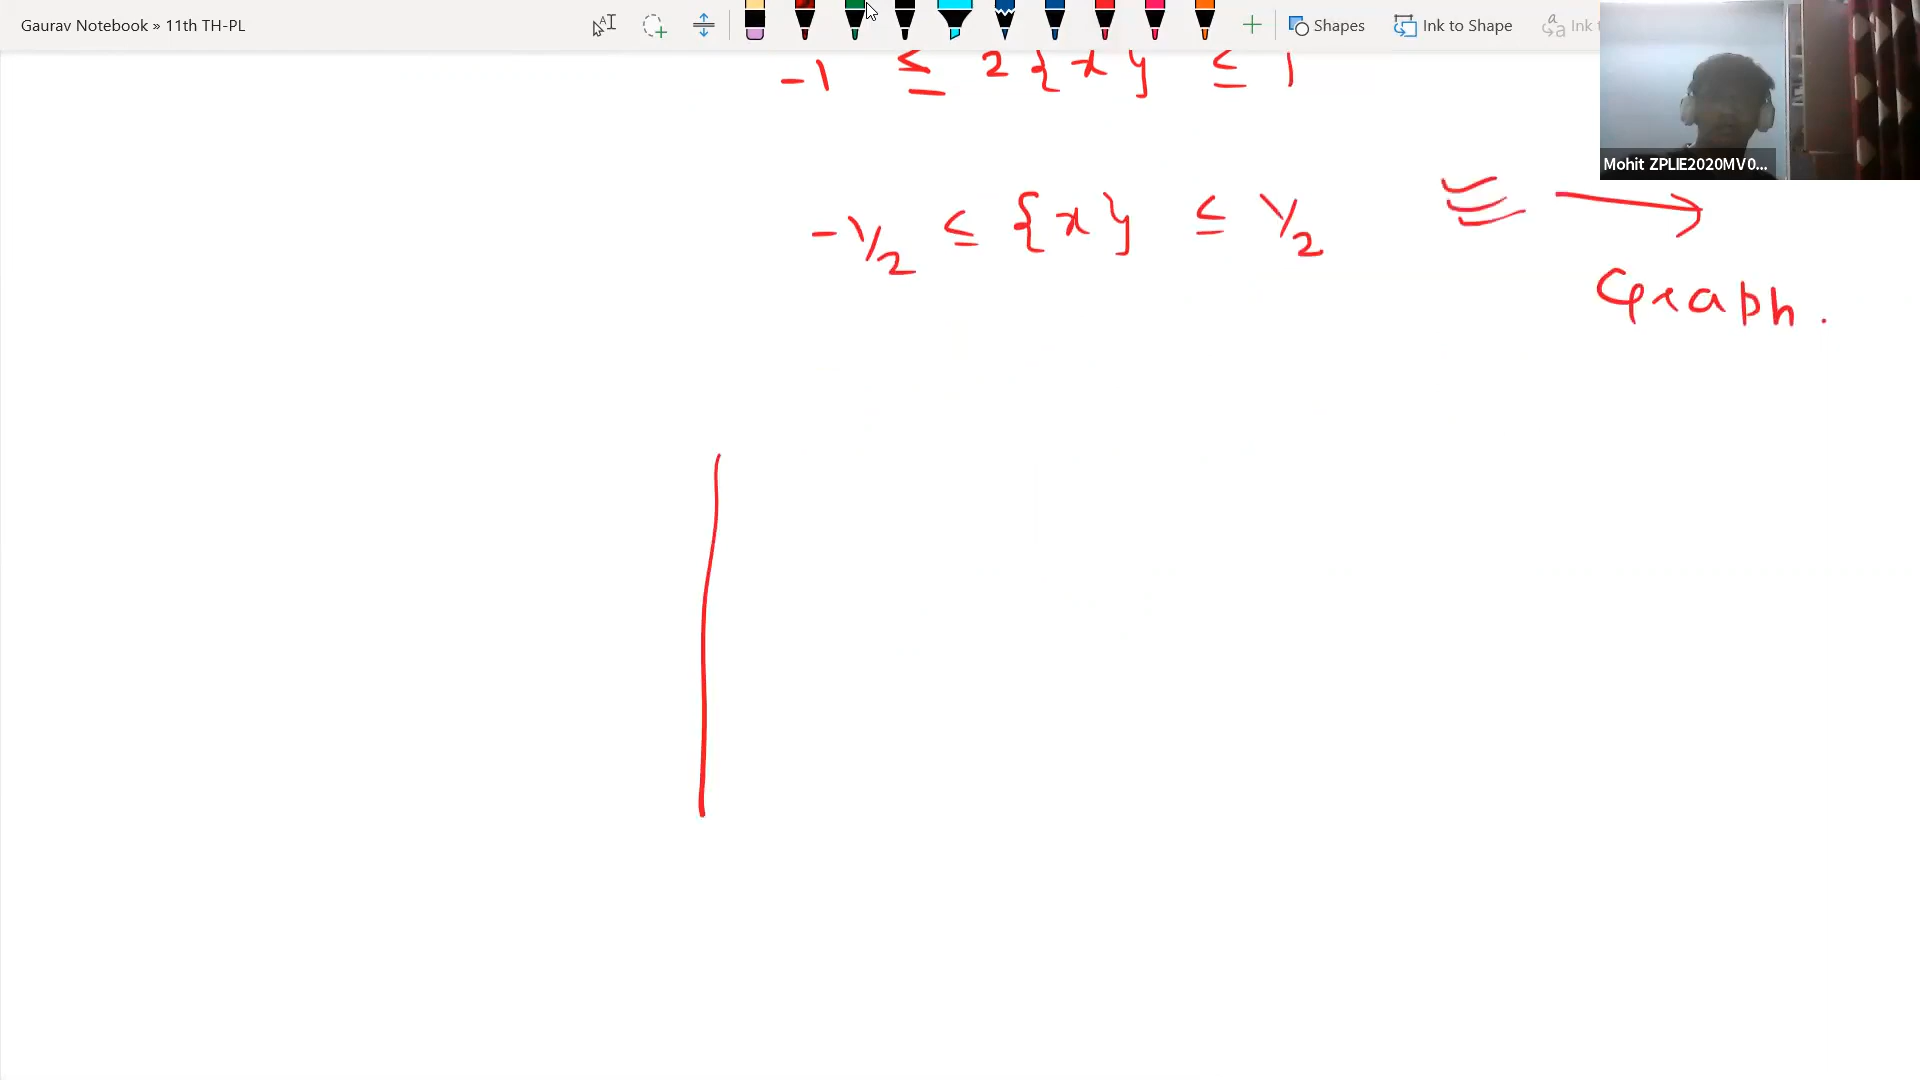 Gaurav Notebook » 11th TH-PL
Shapes
Ink to Shape
Ink t
Mohit ZPLIE2020MV0...
-1 ≤ 2 {x} ≤ 1
-1/2 ≤ {x} ≤ 1/2
Graph.